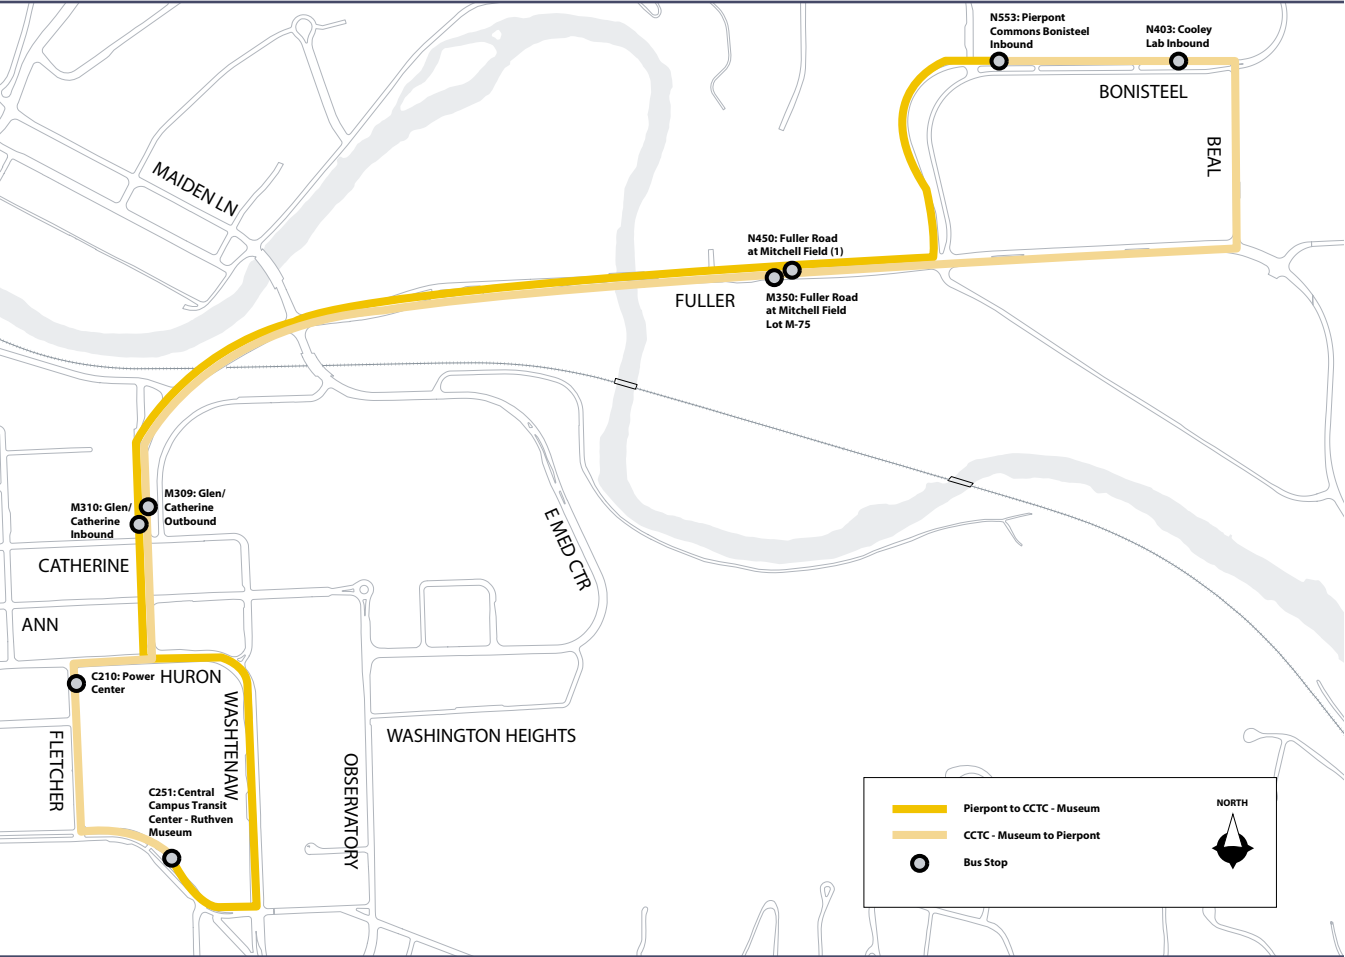 N553: Pierpont
Commons Bonisteel
Inbound
N403: Cooley
Lab Inbound
BONISTEEL
BEAL
MAIDEN LN
N450: Fuller Road
at Mitchell Field (1)
FULLER
M350: Fuller Road
at Mitchell Field
Lot M-75
M309: Glen/
Catherine
Outbound
M310: Glen/
Catherine
Inbound
E MED CTR
CATHERINE
ANN
HURON
C210: Power
Center
WASHTENAW
FLETCHER
WASHINGTON HEIGHTS
OBSERVATORY
C251: Central
Campus Transit
Center - Ruthven
Museum
Pierpont to CCTC - Museum
CCTC - Museum to Pierpont
Bus Stop
NORTH